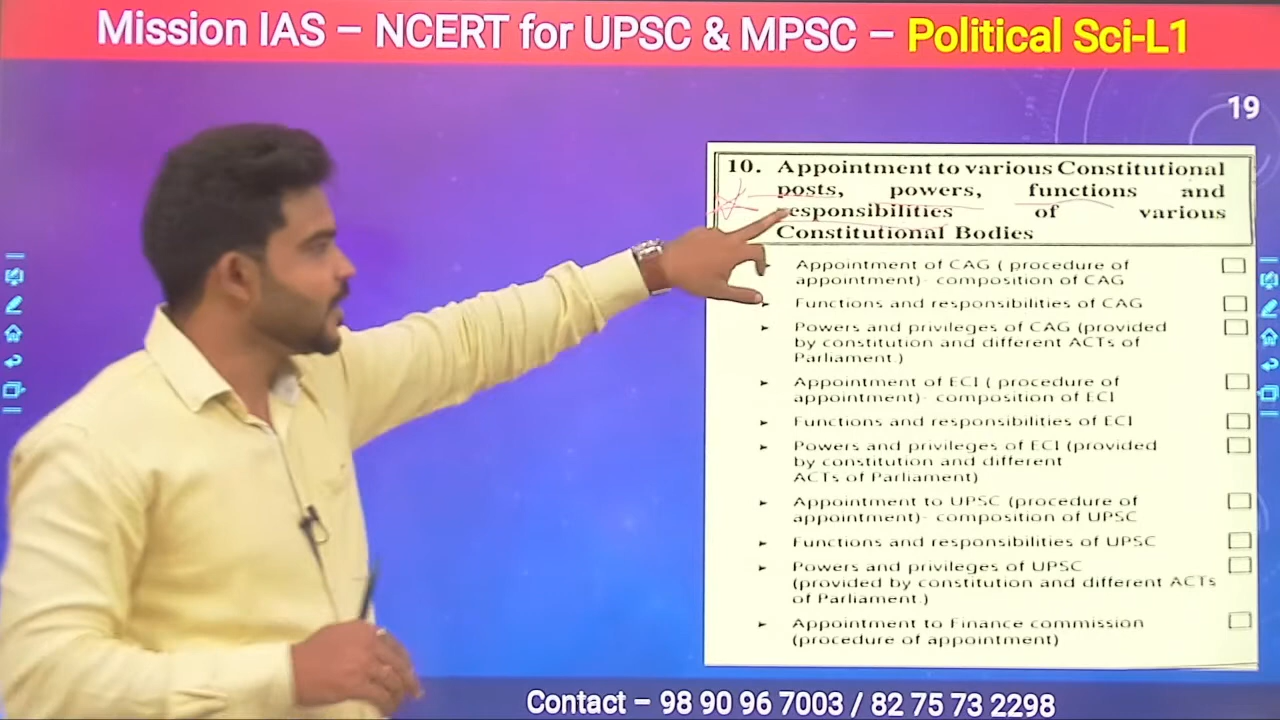 Mission IAS – NCERT for UPSC & MPSC – Political Sci-L1
19
10. Appointment to various Constitutional
posts, powers, functions and
responsibilities of various
Constitutional Bodies
Appointment of CAG ( procedure of
appointment)- composition of CAG
Functions and responsibilities of CAG
Powers and privileges of CAG (provided
by constitution and different ACTs of
Parliament.)
Appointment of ECI ( procedure of
appointment)- composition of ECI
Functions and responsibilities of ECI
Powers and privileges of ECI (provided
by constitution and different
ACTs of Parliament)
Appointment to UPSC (procedure of
appointment)- composition of UPSC
Functions and responsibilities of UPSC
Powers and privileges of UPSC
(provided by constitution and different ACTs
of Parliament.)
Appointment to Finance commission
(procedure of appointment)
Contact – 98 90 96 7003 / 82 75 73 2298